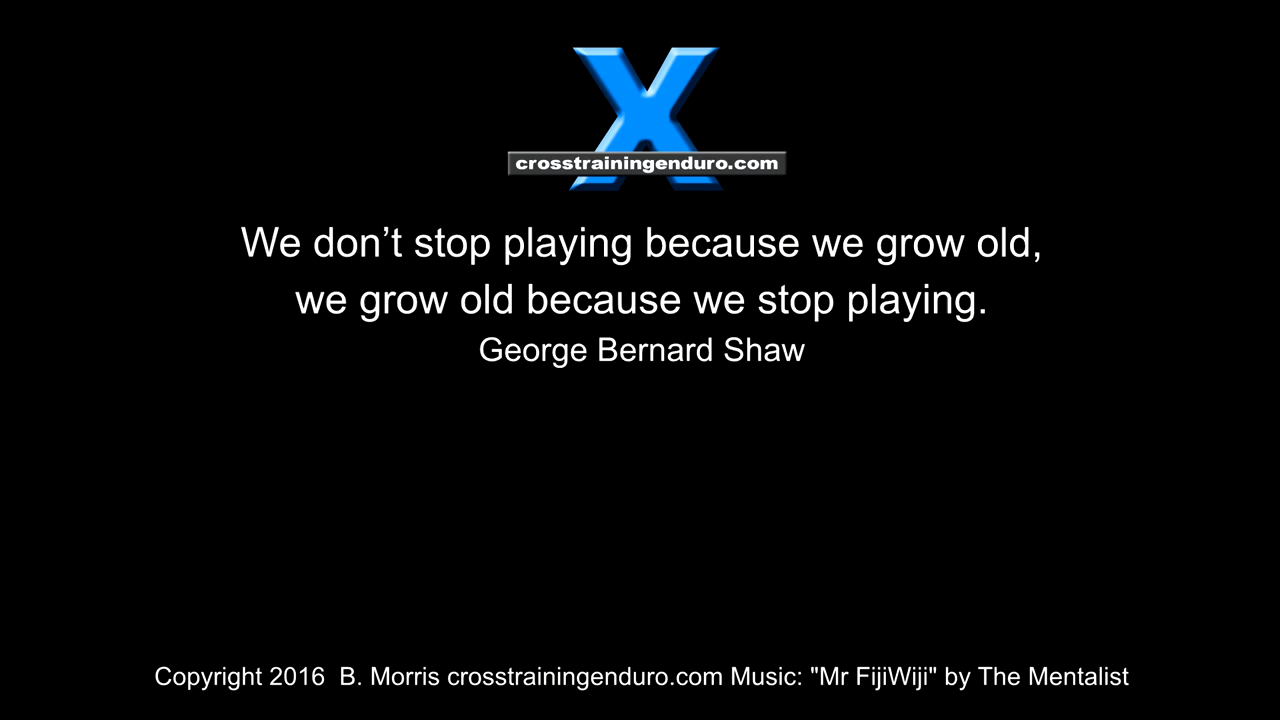 X
crosstrainingenduro.com
We don’t stop playing because we grow old,
we grow old because we stop playing.
George Bernard Shaw
Copyright 2016  B. Morris crosstrainingenduro.com Music: "Mr FijiWiji" by The Mentalist